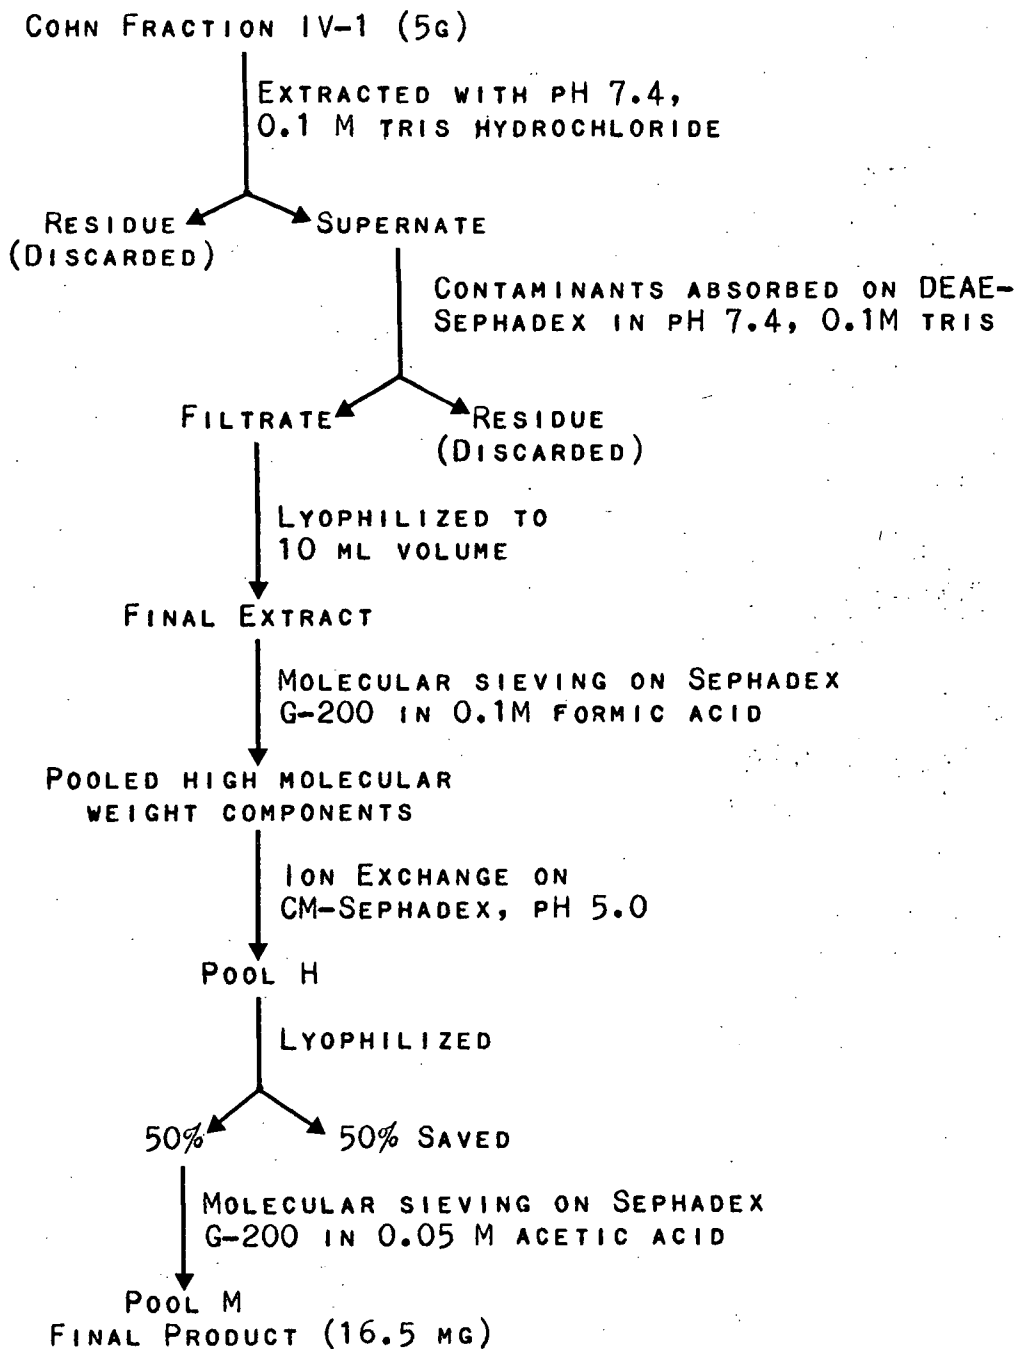 COHN FRACTION IV-1 (5G)
EXTRACTED WITH PH 7.4,
0.1 M TRIS HYDROCHLORIDE
RESIDUE
(DISCARDED)
SUPERNATE
CONTAMINANTS ABSORBED ON DEAE-
SEPHADEX IN PH 7.4, 0.1M TRIS
FILTRATE
RESIDUE
(DISCARDED)
LYOPHILIZED TO
10 ML VOLUME
FINAL EXTRACT
MOLECULAR SIEVING ON SEPHADEX
G-200 IN 0.1M FORMIC ACID
POOLED HIGH MOLECULAR
WEIGHT COMPONENTS
ION EXCHANGE ON
CM-SEPHADEX, PH 5.0
POOL H
LYOPHILIZED
50%
50% SAVED
MOLECULAR SIEVING ON SEPHADEX
G-200 IN 0.05 M ACETIC ACID
POOL M
FINAL PRODUCT (16.5 MG)